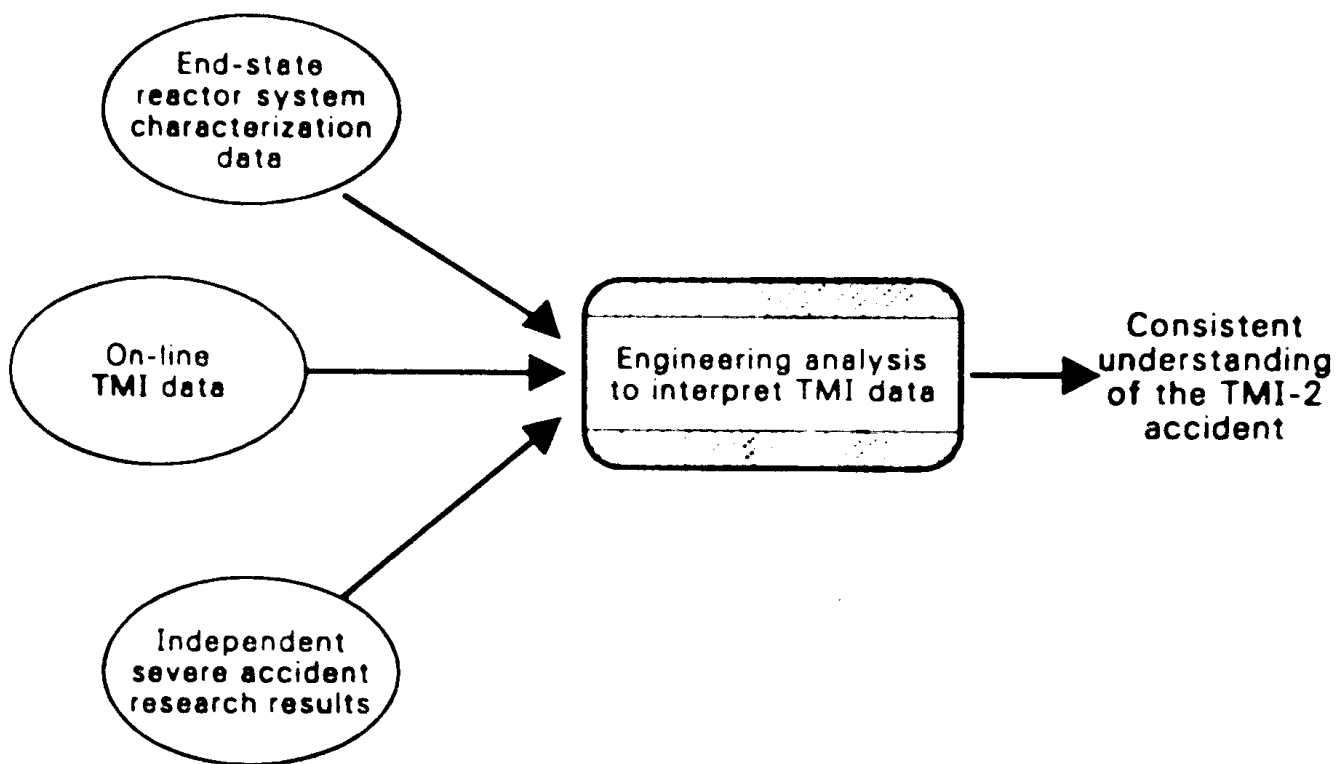 End-state
reactor system
characterization
data
On-line
TMI data
Independent
severe accident
research results
Engineering analysis
to interpret TMI data
Consistent
understanding
of the TMI-2
accident